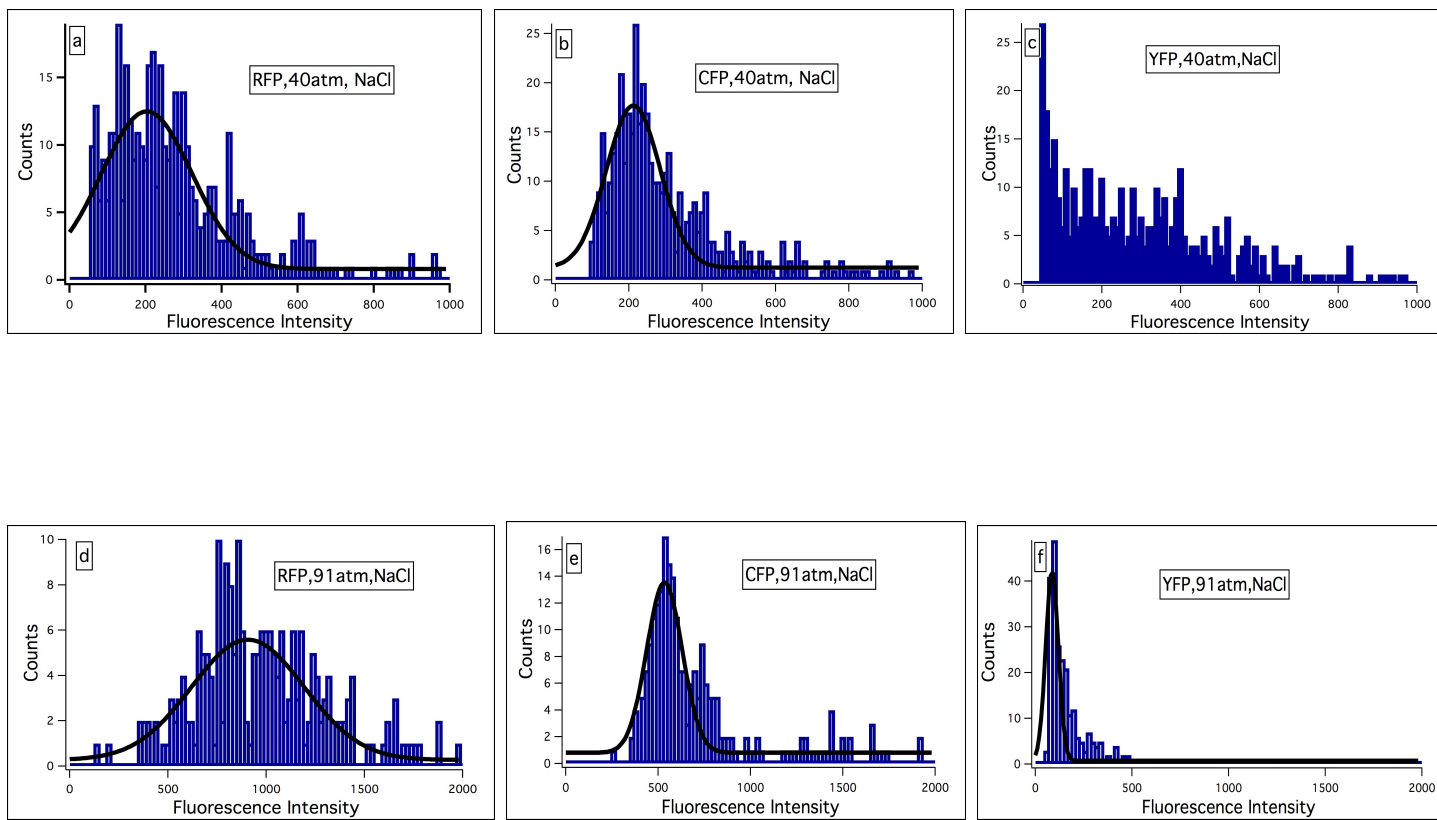 a
RFP,40atm, NaCl
Counts
15
10
5
0
0 200 400 600 800 1000
Fluorescence Intensity
b
CFP,40atm, NaCl
Counts
25
20
15
10
5
0
0 200 400 600 800 1000
Fluorescence Intensity
c
YFP,40atm,NaCl
Counts
25
20
15
10
5
0
200 400 600 800 1000
Fluorescence Intensity
d
RFP,91atm,NaCl
Counts
10
8
6
4
2
0
0 500 1000 1500 2000
Fluorescence Intensity
e
CFP,91atm,NaCl
Counts
16
14
12
10
8
6
4
2
0
0 500 1000 1500 2000
Fluorescence Intensity
f
YFP,91atm,NaCl
Counts
40
30
20
10
0
0 500 1000 1500 2000
Fluorescence Intensity